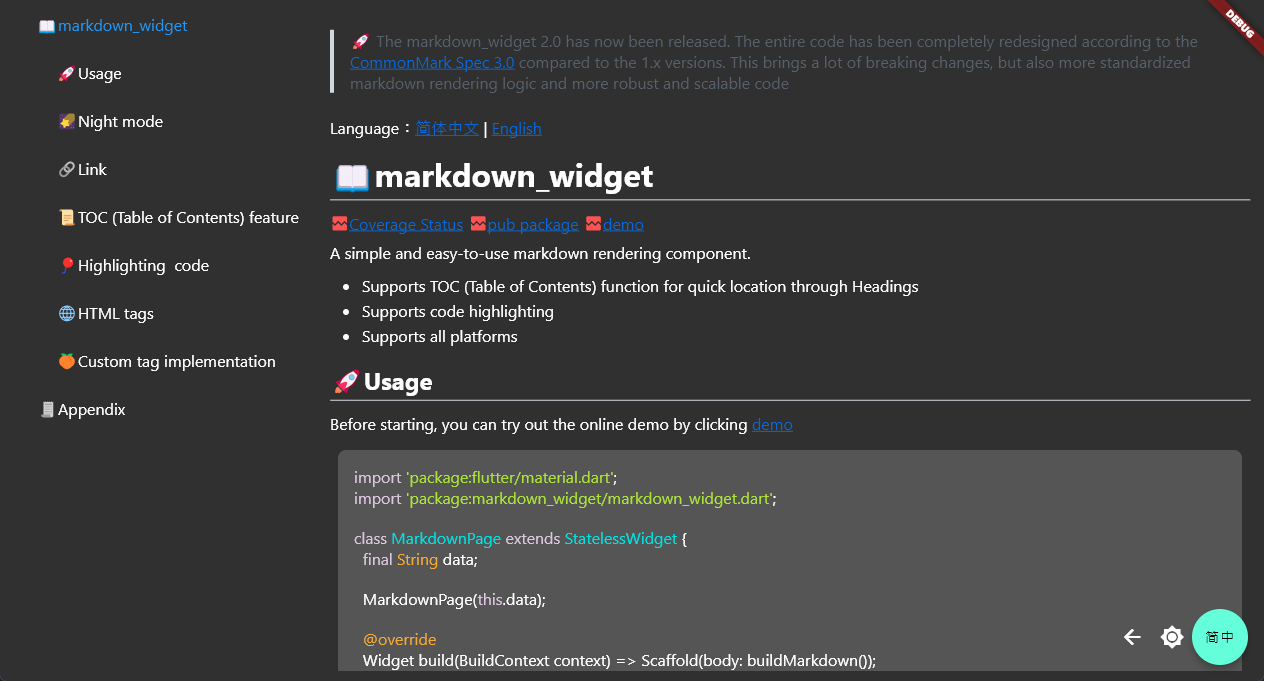 📖markdown_widget
🚀Usage
🌠Night mode
🔗Link
📜TOC (Table of Contents) feature
🎈Highlighting  code
🌐HTML tags
🍊Custom tag implementation
🧾Appendix
DEBUG
🚀 The markdown_widget 2.0 has now been released. The entire code has been completely redesigned according to the
CommonMark Spec 3.0 compared to the 1.x versions. This brings a lot of breaking changes, but also more standardized
markdown rendering logic and more robust and scalable code
Language：简体中文 | English
📖markdown_widget
Coverage Status pub package demo
A simple and easy-to-use markdown rendering component.
• Supports TOC (Table of Contents) function for quick location through Headings
• Supports code highlighting
• Supports all platforms
🚀Usage
Before starting, you can try out the online demo by clicking demo
import 'package:flutter/material.dart';
import 'package:markdown_widget/markdown_widget.dart';
class MarkdownPage extends StatelessWidget {
  final String data;
  MarkdownPage(this.data);
  @override
  Widget build(BuildContext context) => Scaffold(body: buildMarkdown());
简中